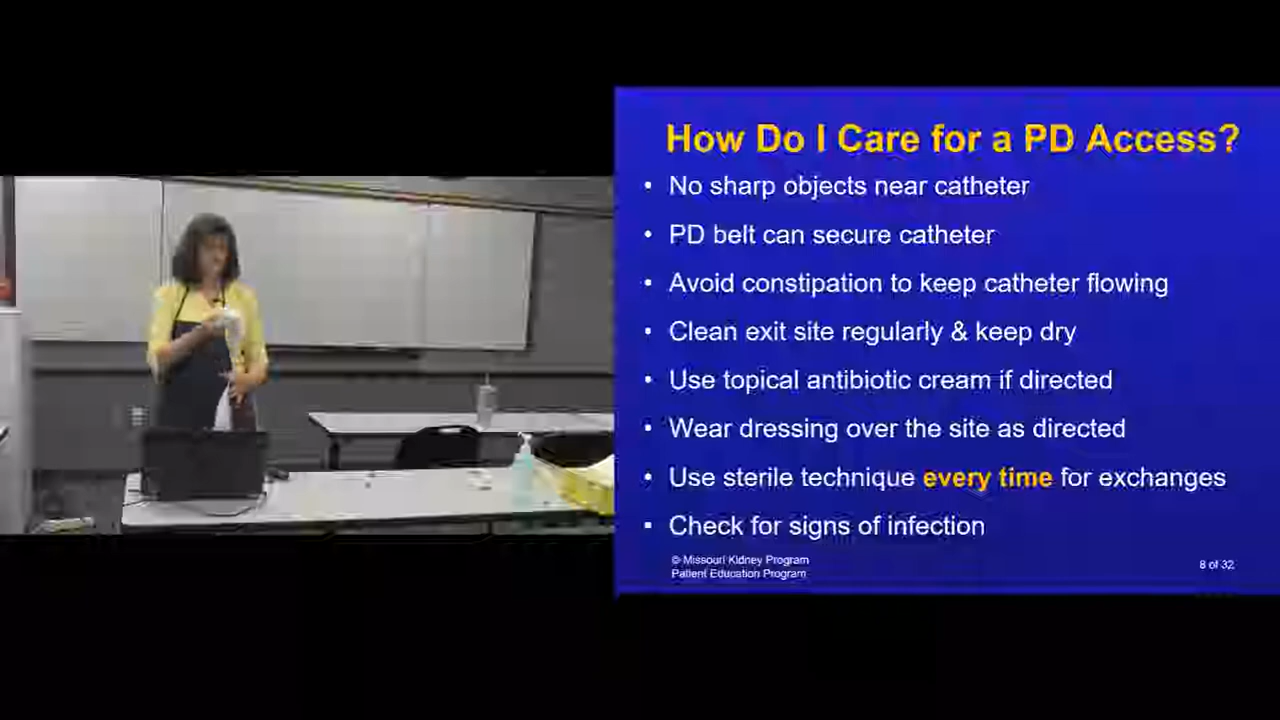 How Do I Care for a PD Access?
• No sharp objects near catheter
• PD belt can secure catheter
• Avoid constipation to keep catheter flowing
• Clean exit site regularly & keep dry
• Use topical antibiotic cream if directed
• Wear dressing over the site as directed
• Use sterile technique every time for exchanges
• Check for signs of infection
© Missouri Kidney Program
Patient Education Program
8 of 32